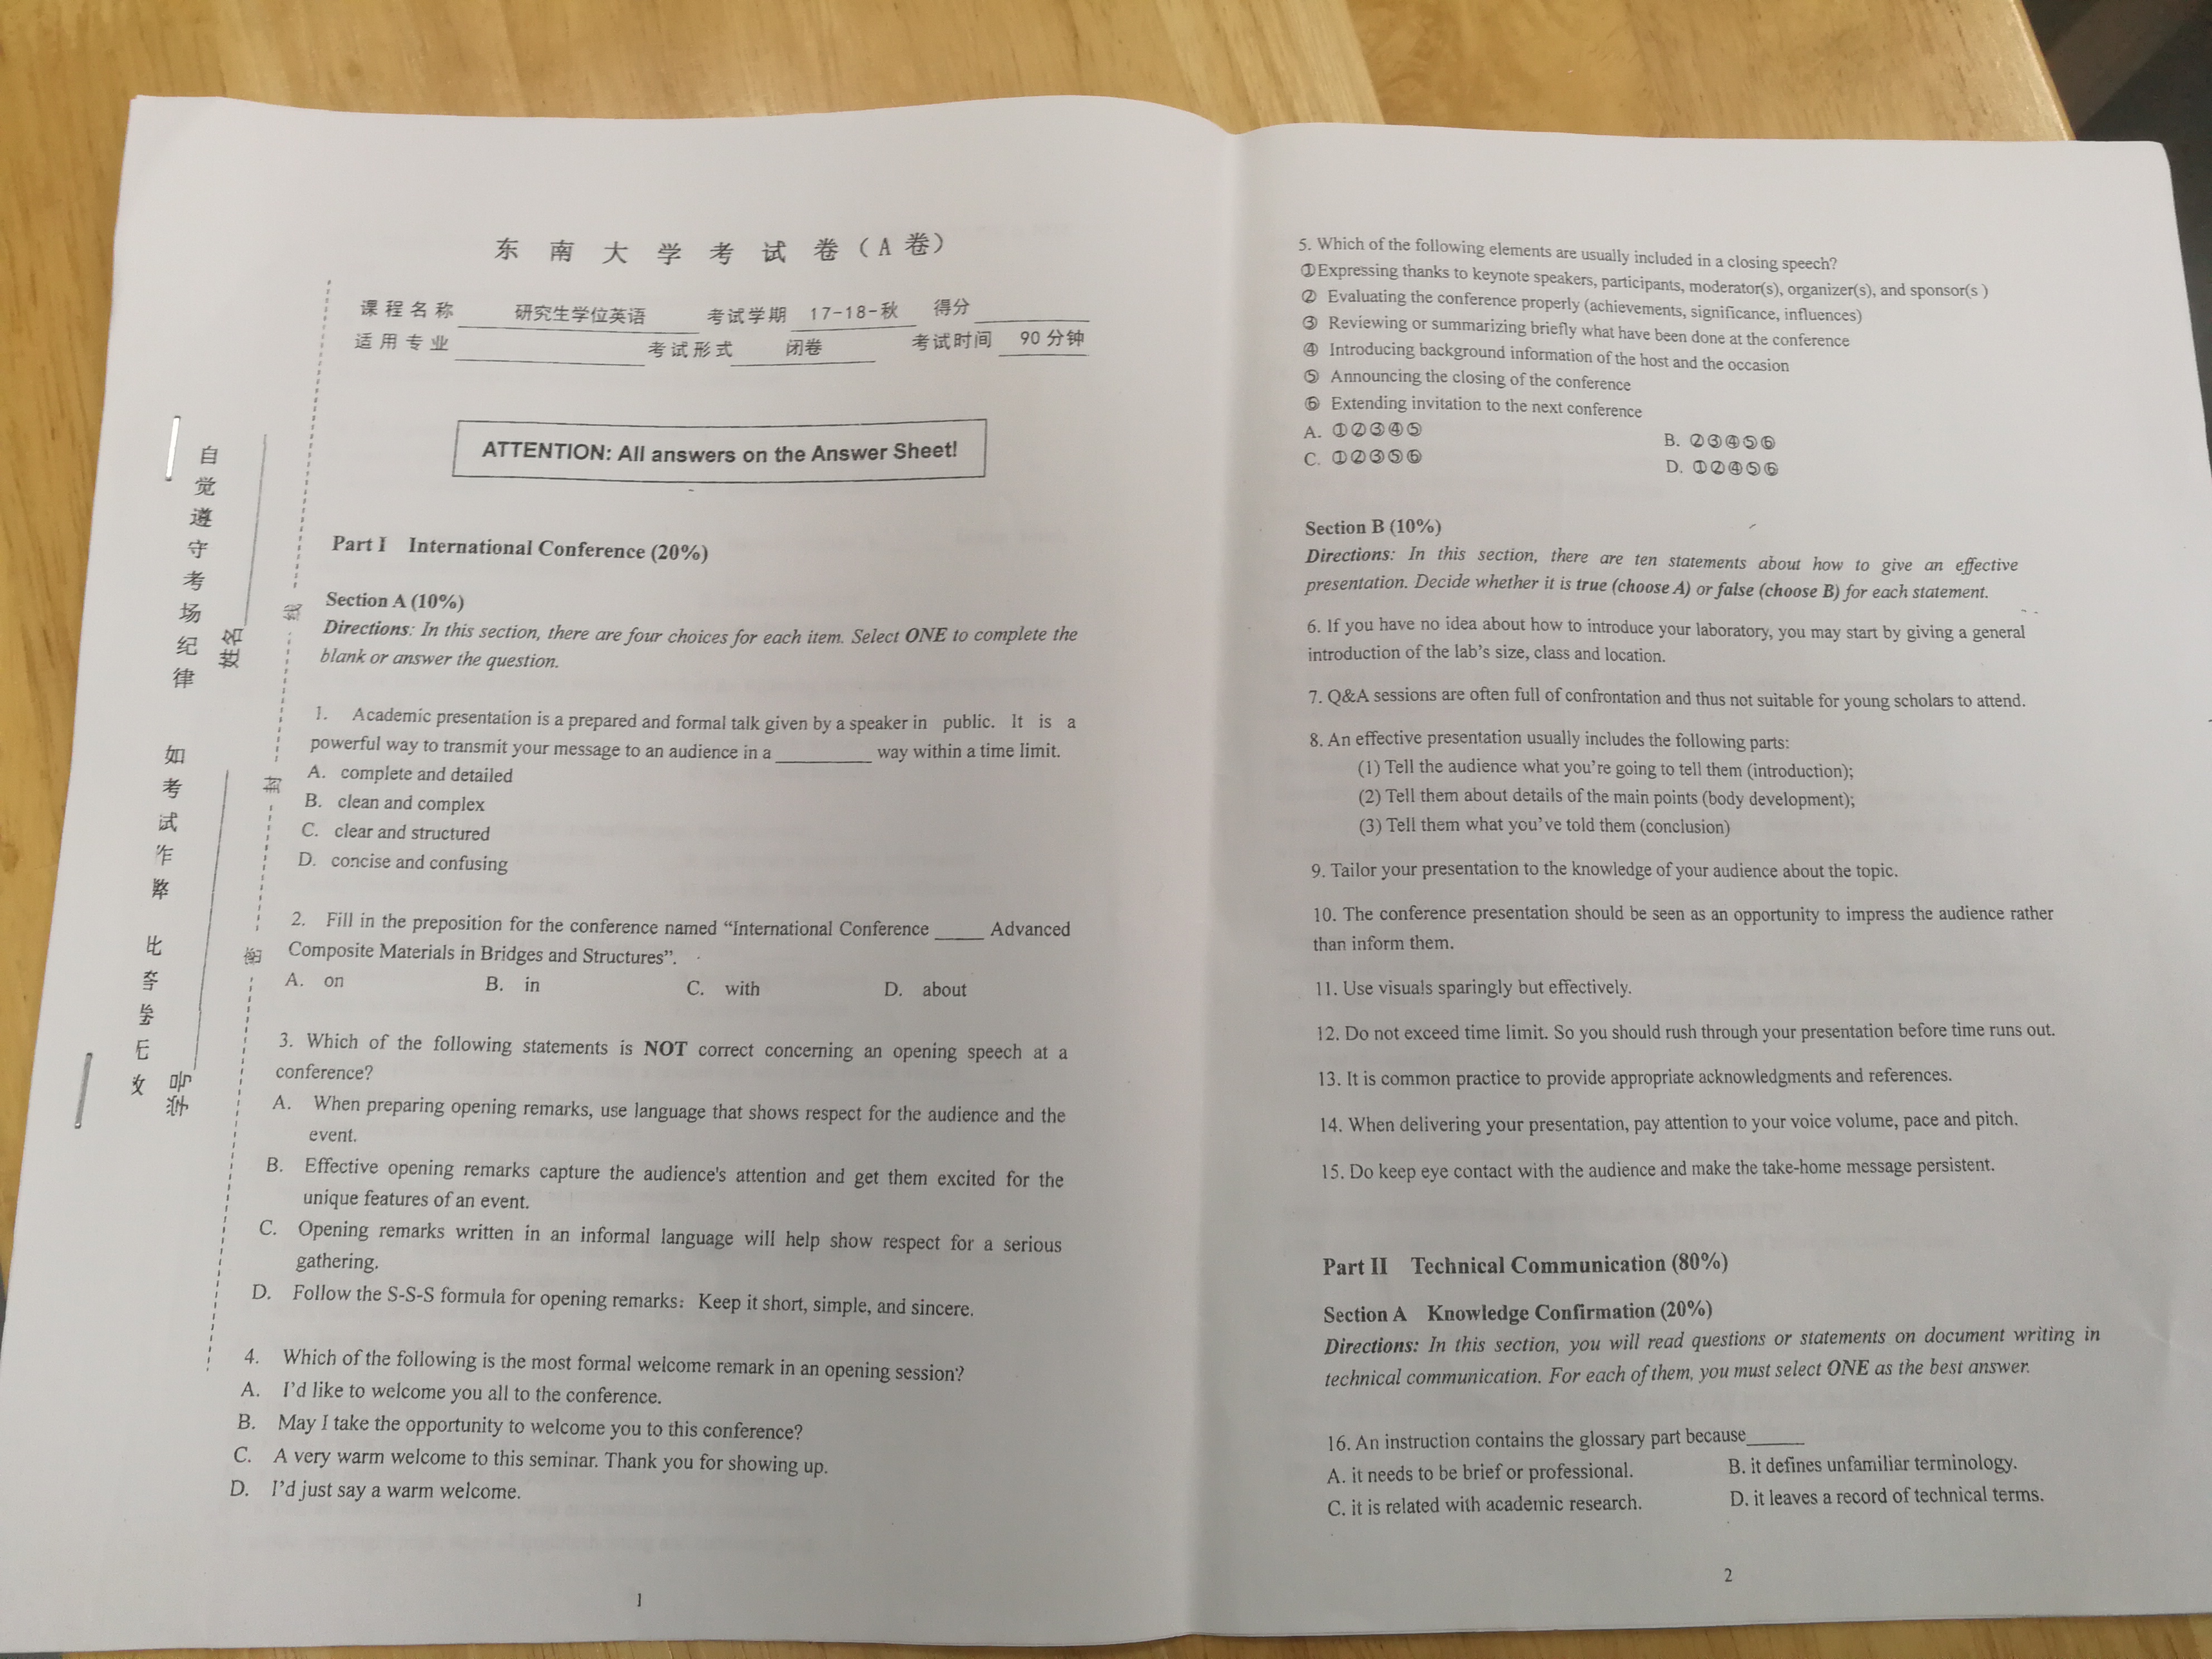 东 南 大 学 考 试 卷（A 卷）
课 程 名 称 研究生学位英语 考试学期 17-18-秋 得分
适 用 专 业 考 试 形 式 闭卷 考试时间 90 分钟
ATTENTION: All answers on the Answer Sheet!
自觉遵守考场纪律 如考试作弊
姓名
学号
线
封
密
Part I International Conference (20%)
Section A (10%)
Directions: In this section, there are four choices for each item. Select ONE to complete the
blank or answer the question.
1. Academic presentation is a prepared and formal talk given by a speaker in public. It is a
powerful way to transmit your message to an audience in a _________ way within a time limit.
A. complete and detailed
B. clean and complex
C. clear and structured
D. concise and confusing
2. Fill in the preposition for the conference named “International Conference _____ Advanced
Composite Materials in Bridges and Structures”.
A. on B. in C. with D. about
3. Which of the following statements is NOT correct concerning an opening speech at a
conference?
A. When preparing opening remarks, use language that shows respect for the audience and the
event.
B. Effective opening remarks capture the audience's attention and get them excited for the
unique features of an event.
C. Opening remarks written in an informal language will help show respect for a serious
gathering.
D. Follow the S-S-S formula for opening remarks: Keep it short, simple, and sincere.
4. Which of the following is the most formal welcome remark in an opening session?
A. I’d like to welcome you all to the conference.
B. May I take the opportunity to welcome you to this conference?
C. A very warm welcome to this seminar. Thank you for showing up.
D. I’d just say a warm welcome.
1
5. Which of the following elements are usually included in a closing speech?
①Expressing thanks to keynote speakers, participants, moderator(s), organizer(s), and sponsor(s )
② Evaluating the conference properly (achievements, significance, influences)
③ Reviewing or summarizing briefly what have been done at the conference
④ Introducing background information of the host and the occasion
⑤ Announcing the closing of the conference
⑥ Extending invitation to the next conference
A. ①②③④⑤ B. ②③④⑤⑥
C. ①②③⑤⑥ D. ①②④⑤⑥
Section B (10%)
Directions: In this section, there are ten statements about how to give an effective
presentation. Decide whether it is true (choose A) or false (choose B) for each statement.
6. If you have no idea about how to introduce your laboratory, you may start by giving a general
introduction of the lab’s size, class and location.
7. Q&A sessions are often full of confrontation and thus not suitable for young scholars to attend.
8. An effective presentation usually includes the following parts:
(1) Tell the audience what you’re going to tell them (introduction);
(2) Tell them about details of the main points (body development);
(3) Tell them what you’ve told them (conclusion)
9. Tailor your presentation to the knowledge of your audience about the topic.
10. The conference presentation should be seen as an opportunity to impress the audience rather
than inform them.
11. Use visuals sparingly but effectively.
12. Do not exceed time limit. So you should rush through your presentation before time runs out.
13. It is common practice to provide appropriate acknowledgments and references.
14. When delivering your presentation, pay attention to your voice volume, pace and pitch.
15. Do keep eye contact with the audience and make the take-home message persistent.
Part II Technical Communication (80%)
Section A Knowledge Confirmation (20%)
Directions: In this section, you will read questions or statements on document writing in
technical communication. For each of them, you must select ONE as the best answer.
16. An instruction contains the glossary part because______
A. it needs to be brief or professional. B. it defines unfamiliar terminology.
C. it is related with academic research. D. it leaves a record of technical terms.
2